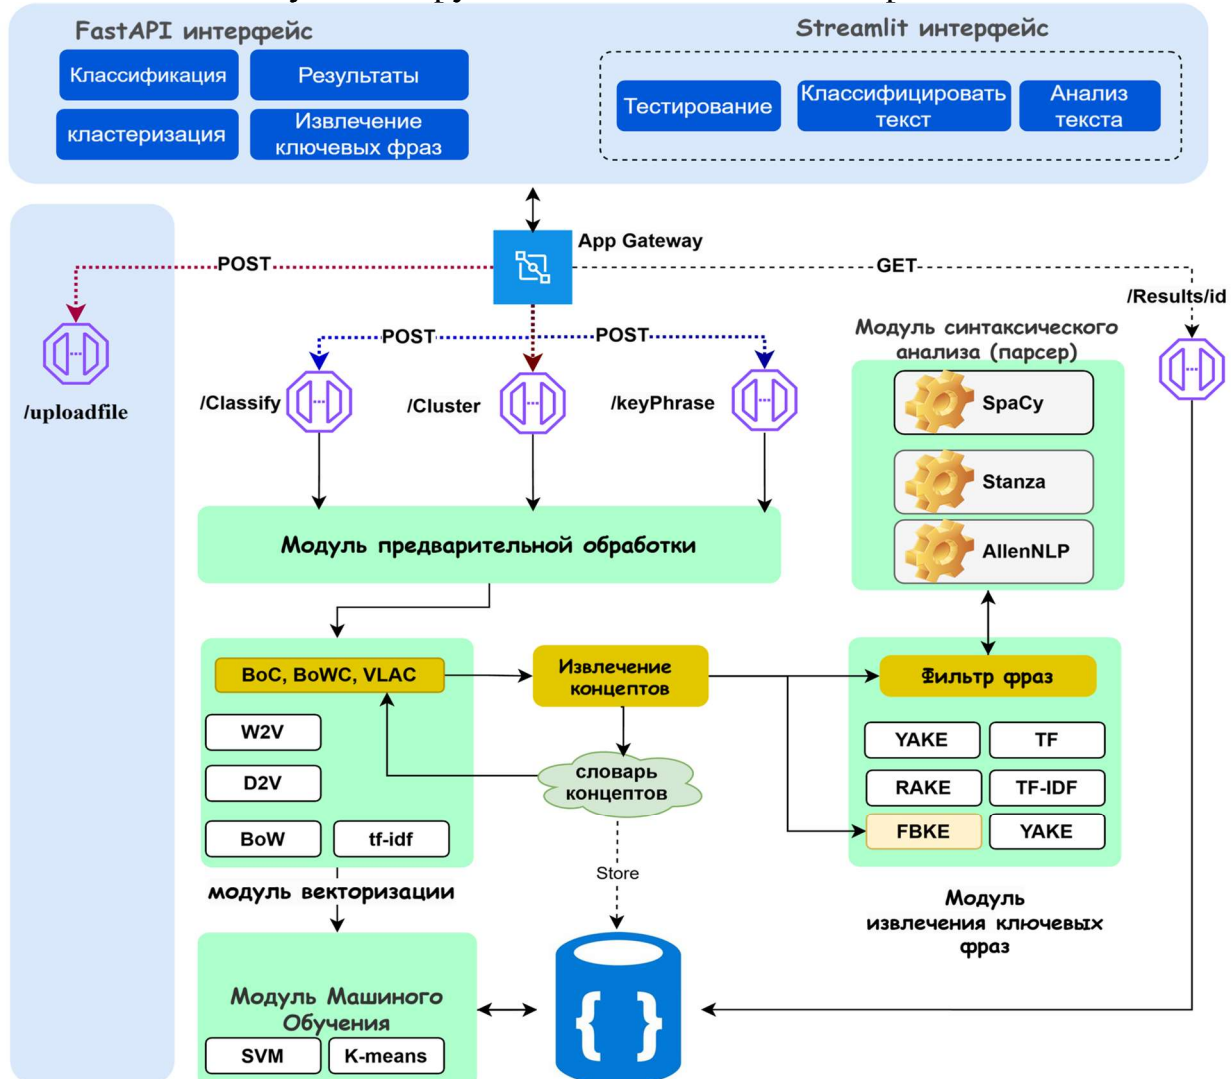 FastAPI интерфейс
Streamlit интерфейс
Классификация
Результаты
кластеризация
Извлечение
ключевых фраз
Тестирование
Классифицировать
текст
Анализ
текста
App Gateway
POST
GET
/Results/id
POST
POST
/uploadfile
/Classify
/Cluster
/keyPhrase
Модуль синтаксического
анализа (парсер)
SpaCy
Stanza
AllenNLP
Модуль предварительной обработки
BoC, BoWC, VLAC
W2V
D2V
BoW
tf-idf
модуль векторизации
Извлечение
концептов
словарь
концептов
Store
Фильтр фраз
YAKE
TF
RAKE
TF-IDF
FBKE
YAKE
Модуль
извлечения ключевых
фраз
Модуль Машиного
Обучения
SVM
K-means
{ }